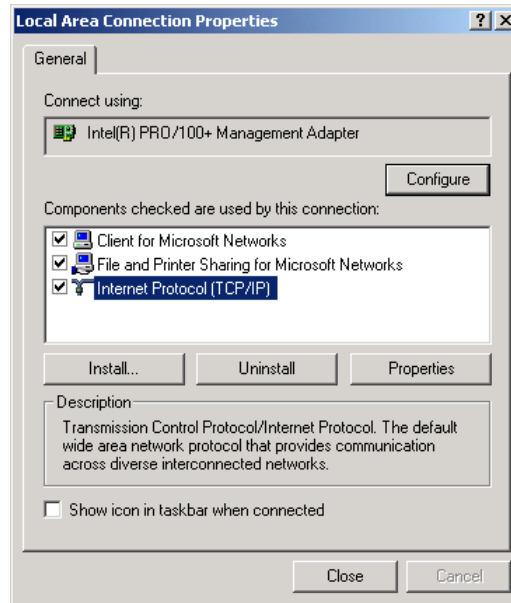 Local Area Connection Properties
General
Connect using:
Intel(R) PRO/100+ Management Adapter
Configure
Components checked are used by this connection:
Client for Microsoft Networks
File and Printer Sharing for Microsoft Networks
Internet Protocol (TCP/IP)
Install...
Uninstall
Properties
Description
Transmission Control Protocol/Internet Protocol. The default
wide area network protocol that provides communication
across diverse interconnected networks.
Show icon in taskbar when connected
Close
Cancel